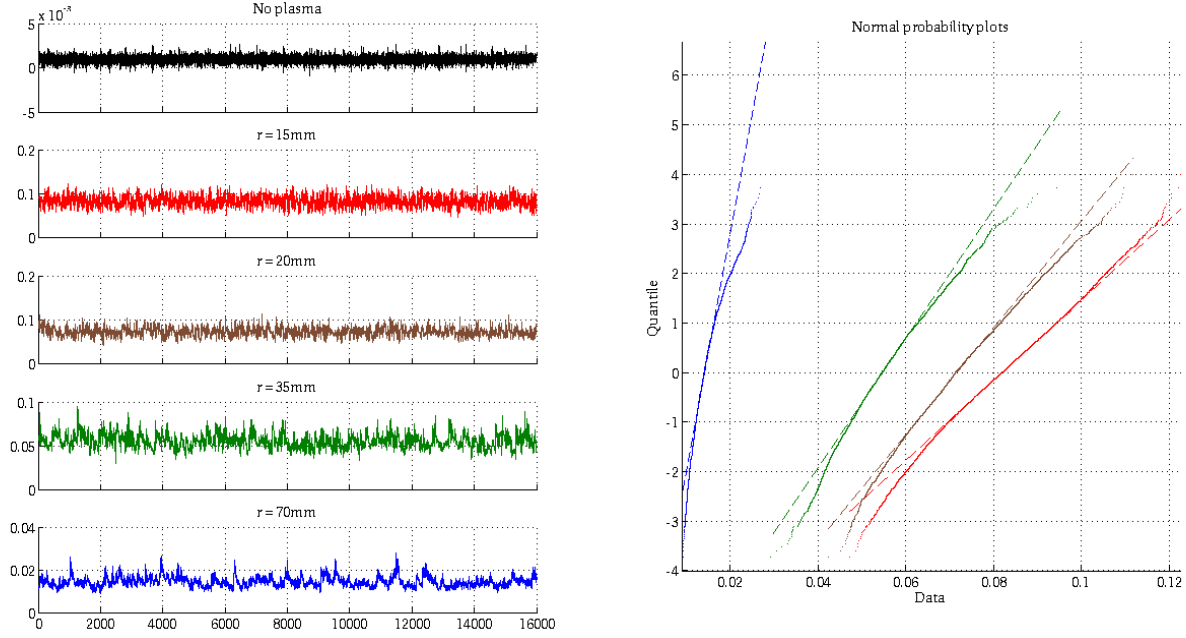 No plasma
x 10⁻³
5
0
-5
r = 15mm
0.2
0.1
0
r = 20mm
0.2
0.1
0
r = 35mm
0.1
0.05
0
r = 70mm
0.04
0.02
0
0 2000 4000 6000 8000 10000 12000 14000 16000
Normal probability plots
6
5
4
3
2
1
0
-1
-2
-3
-4
Quantile
0.02 0.04 0.06 0.08 0.1 0.12
Data